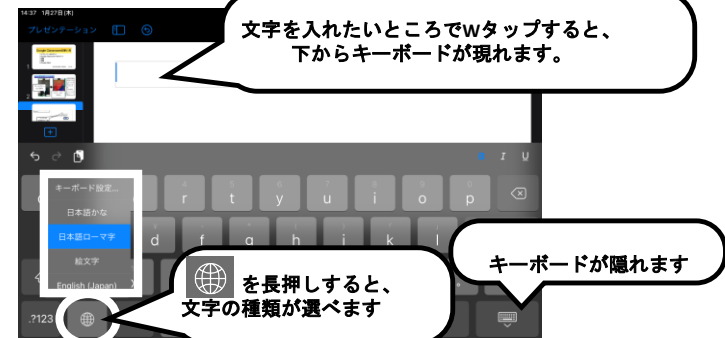 14:37 1月27日(木)
プレゼンテーション
文字を入れたいところでWタップすると、
下からキーボードが現れます。
1
2
B I U
キーボード設定...
日本語かな
日本語ローマ字
絵文字
English (Japan)
r t y u i o p
d f g h j k l
キーボードが隠れます
を長押しすると、
文字の種類が選べます
.?123